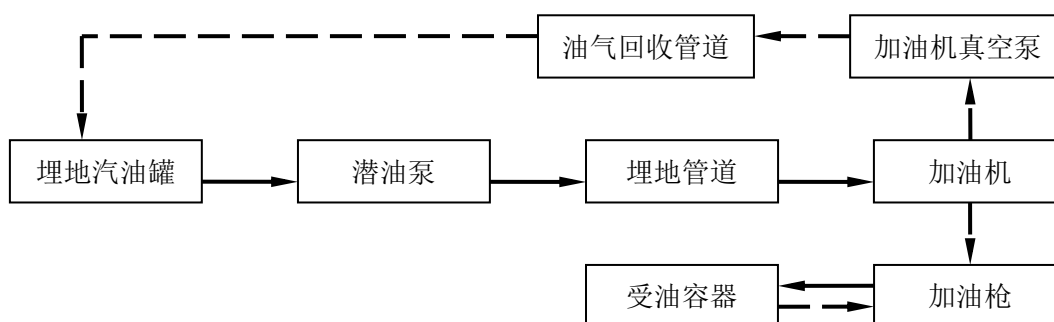 油气回收管道
加油机真空泵
埋地汽油罐
潜油泵
埋地管道
加油机
受油容器
加油枪